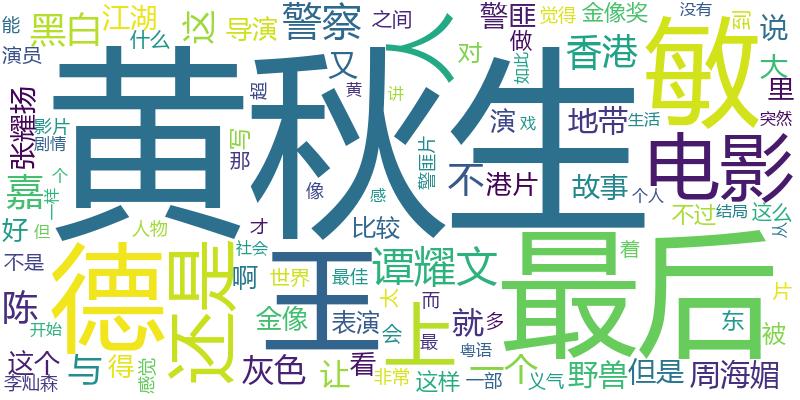 能
黑白
江湖
这
导演
警察
之间
警匪
觉得
金像奖
没有
到
说
演员
什么
又
人
对
做
如此
香港
敏
大
里
张耀扬
影片
剧情
写
那
超
黄
讲
黄秋生
演
戏
地带
生活
突然
电影
警匪片
不
港片
故事
个人
嘉
个
一
但
好
像
感
才
比较
人物
不过
结局
这么
着
不是
德
还是
社会
啊
世界
最佳
王
谭耀文
上
最后
片
陈
开始
金像
表演
会
太
而
最
就
多
粤语
东
被
这个
与
得
感觉
灰色
让
看
非常
这样
一个
一部
义气
野兽
但是
周海媚
李灿森